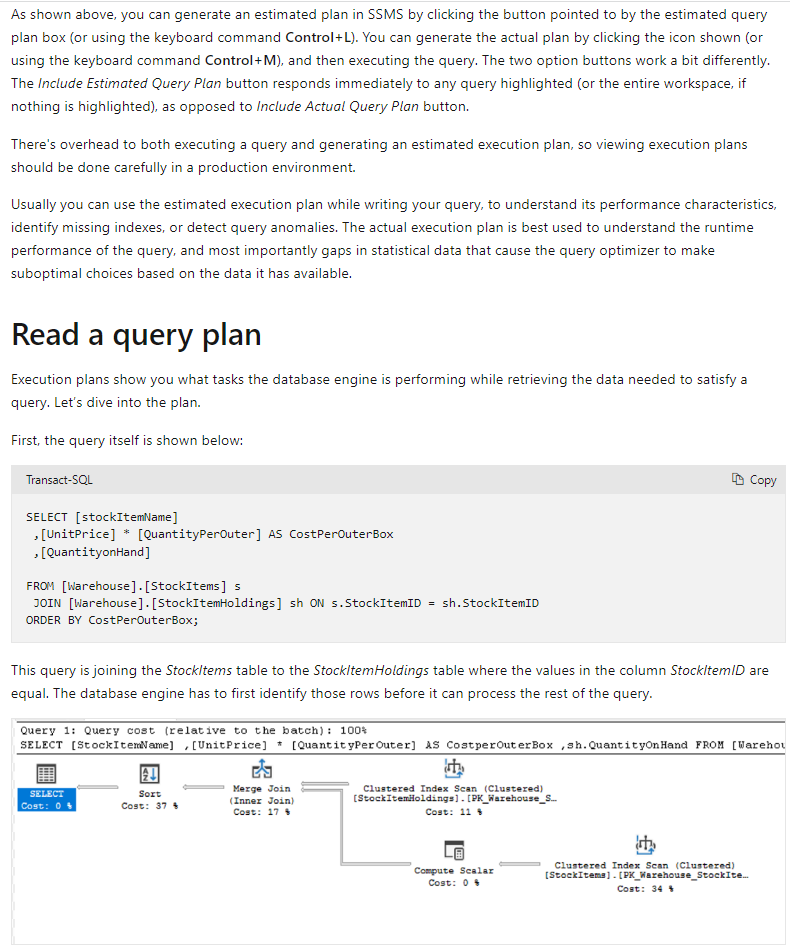 As shown above, you can generate an estimated plan in SSMS by clicking the button pointed to by the estimated query
plan box (or using the keyboard command Control+L). You can generate the actual plan by clicking the icon shown (or
using the keyboard command Control+M), and then executing the query. The two option buttons work a bit differently.
The Include Estimated Query Plan button responds immediately to any query highlighted (or the entire workspace, if
nothing is highlighted), as opposed to Include Actual Query Plan button.
There's overhead to both executing a query and generating an estimated execution plan, so viewing execution plans
should be done carefully in a production environment.
Usually you can use the estimated execution plan while writing your query, to understand its performance characteristics,
identify missing indexes, or detect query anomalies. The actual execution plan is best used to understand the runtime
performance of the query, and most importantly gaps in statistical data that cause the query optimizer to make
suboptimal choices based on the data it has available.
Read a query plan
Execution plans show you what tasks the database engine is performing while retrieving the data needed to satisfy a
query. Let's dive into the plan.
First, the query itself is shown below:
Transact-SQL
Copy
SELECT [stockItemName]
,[UnitPrice] * [QuantityPerOuter] AS CostPerOuterBox
,[QuantityonHand]
FROM [Warehouse].[StockItems] s
JOIN [Warehouse].[StockItemHoldings] sh ON s.StockItemID = sh.StockItemID
ORDER BY CostPerOuterBox;
This query is joining the StockItems table to the StockItemHoldings table where the values in the column StockItemID are
equal. The database engine has to first identify those rows before it can process the rest of the query.
Query 1: Query cost (relative to the batch): 100%
SELECT [StockItemName] ,[UnitPrice] * [QuantityPerOuter] AS CostperOuterBox ,sh.QuantityOnHand FROM [Warehou
SELECT
Cost: 0 %
Sort
Cost: 37 %
Merge Join
(Inner Join)
Cost: 17 %
Clustered Index Scan (Clustered)
[StockItemHoldings].[PK_Warehouse_S…
Cost: 11 %
Compute Scalar
Cost: 0 %
Clustered Index Scan (Clustered)
[StockItems].[PK_Warehouse_StockIte…
Cost: 34 %